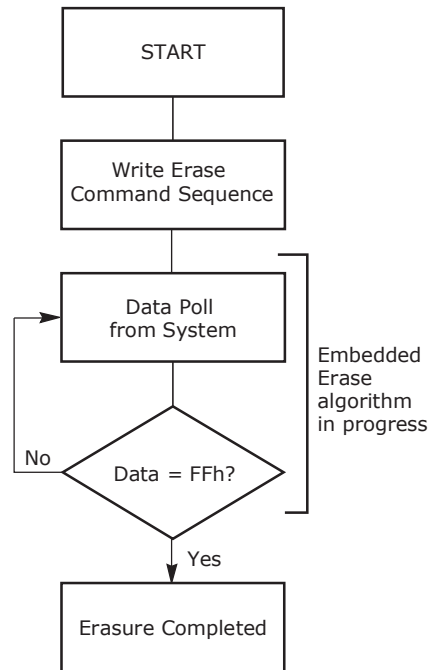 START
Write Erase
Command Sequence
Data Poll
from System
Embedded
Erase
algorithm
in progress
No
Data = FFh?
Yes
Erasure Completed